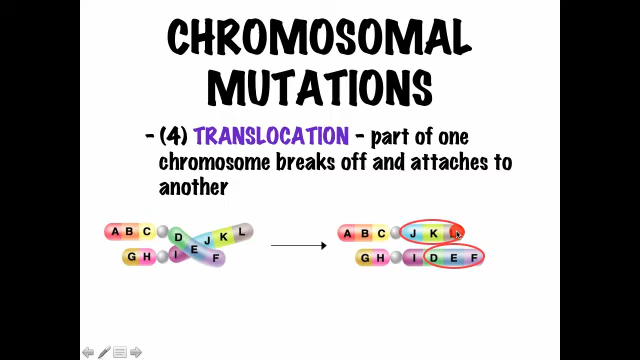 CHROMOSOMAL
MUTATIONS
- (4) TRANSLOCATION - part of one
chromosome breaks off and attaches to
another
A B C D E F
G H I J K L
A B C J K L
G H I D E F